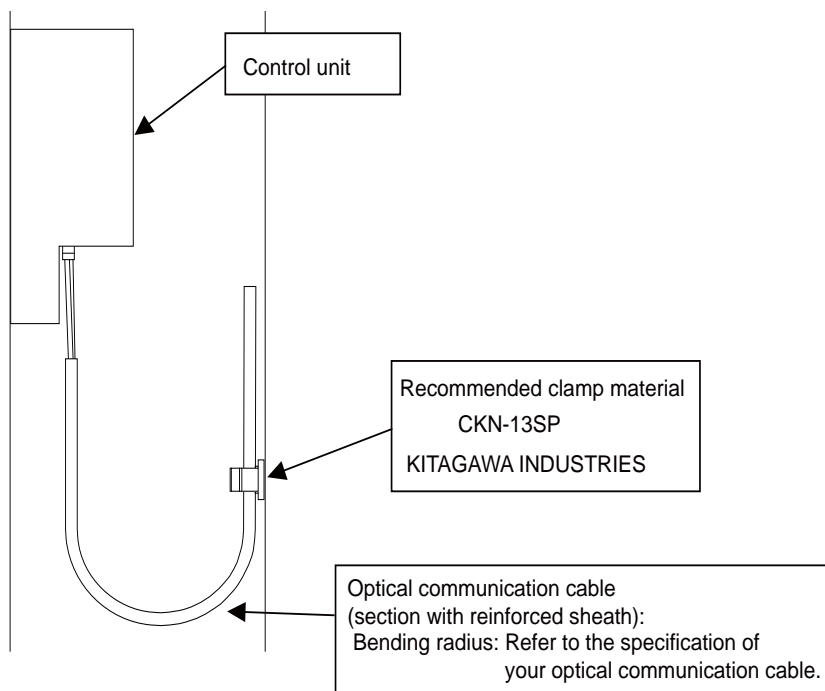 Control unit
Recommended clamp material
CKN-13SP
KITAGAWA INDUSTRIES
Optical communication cable
(section with reinforced sheath):
Bending radius: Refer to the specification of
your optical communication cable.